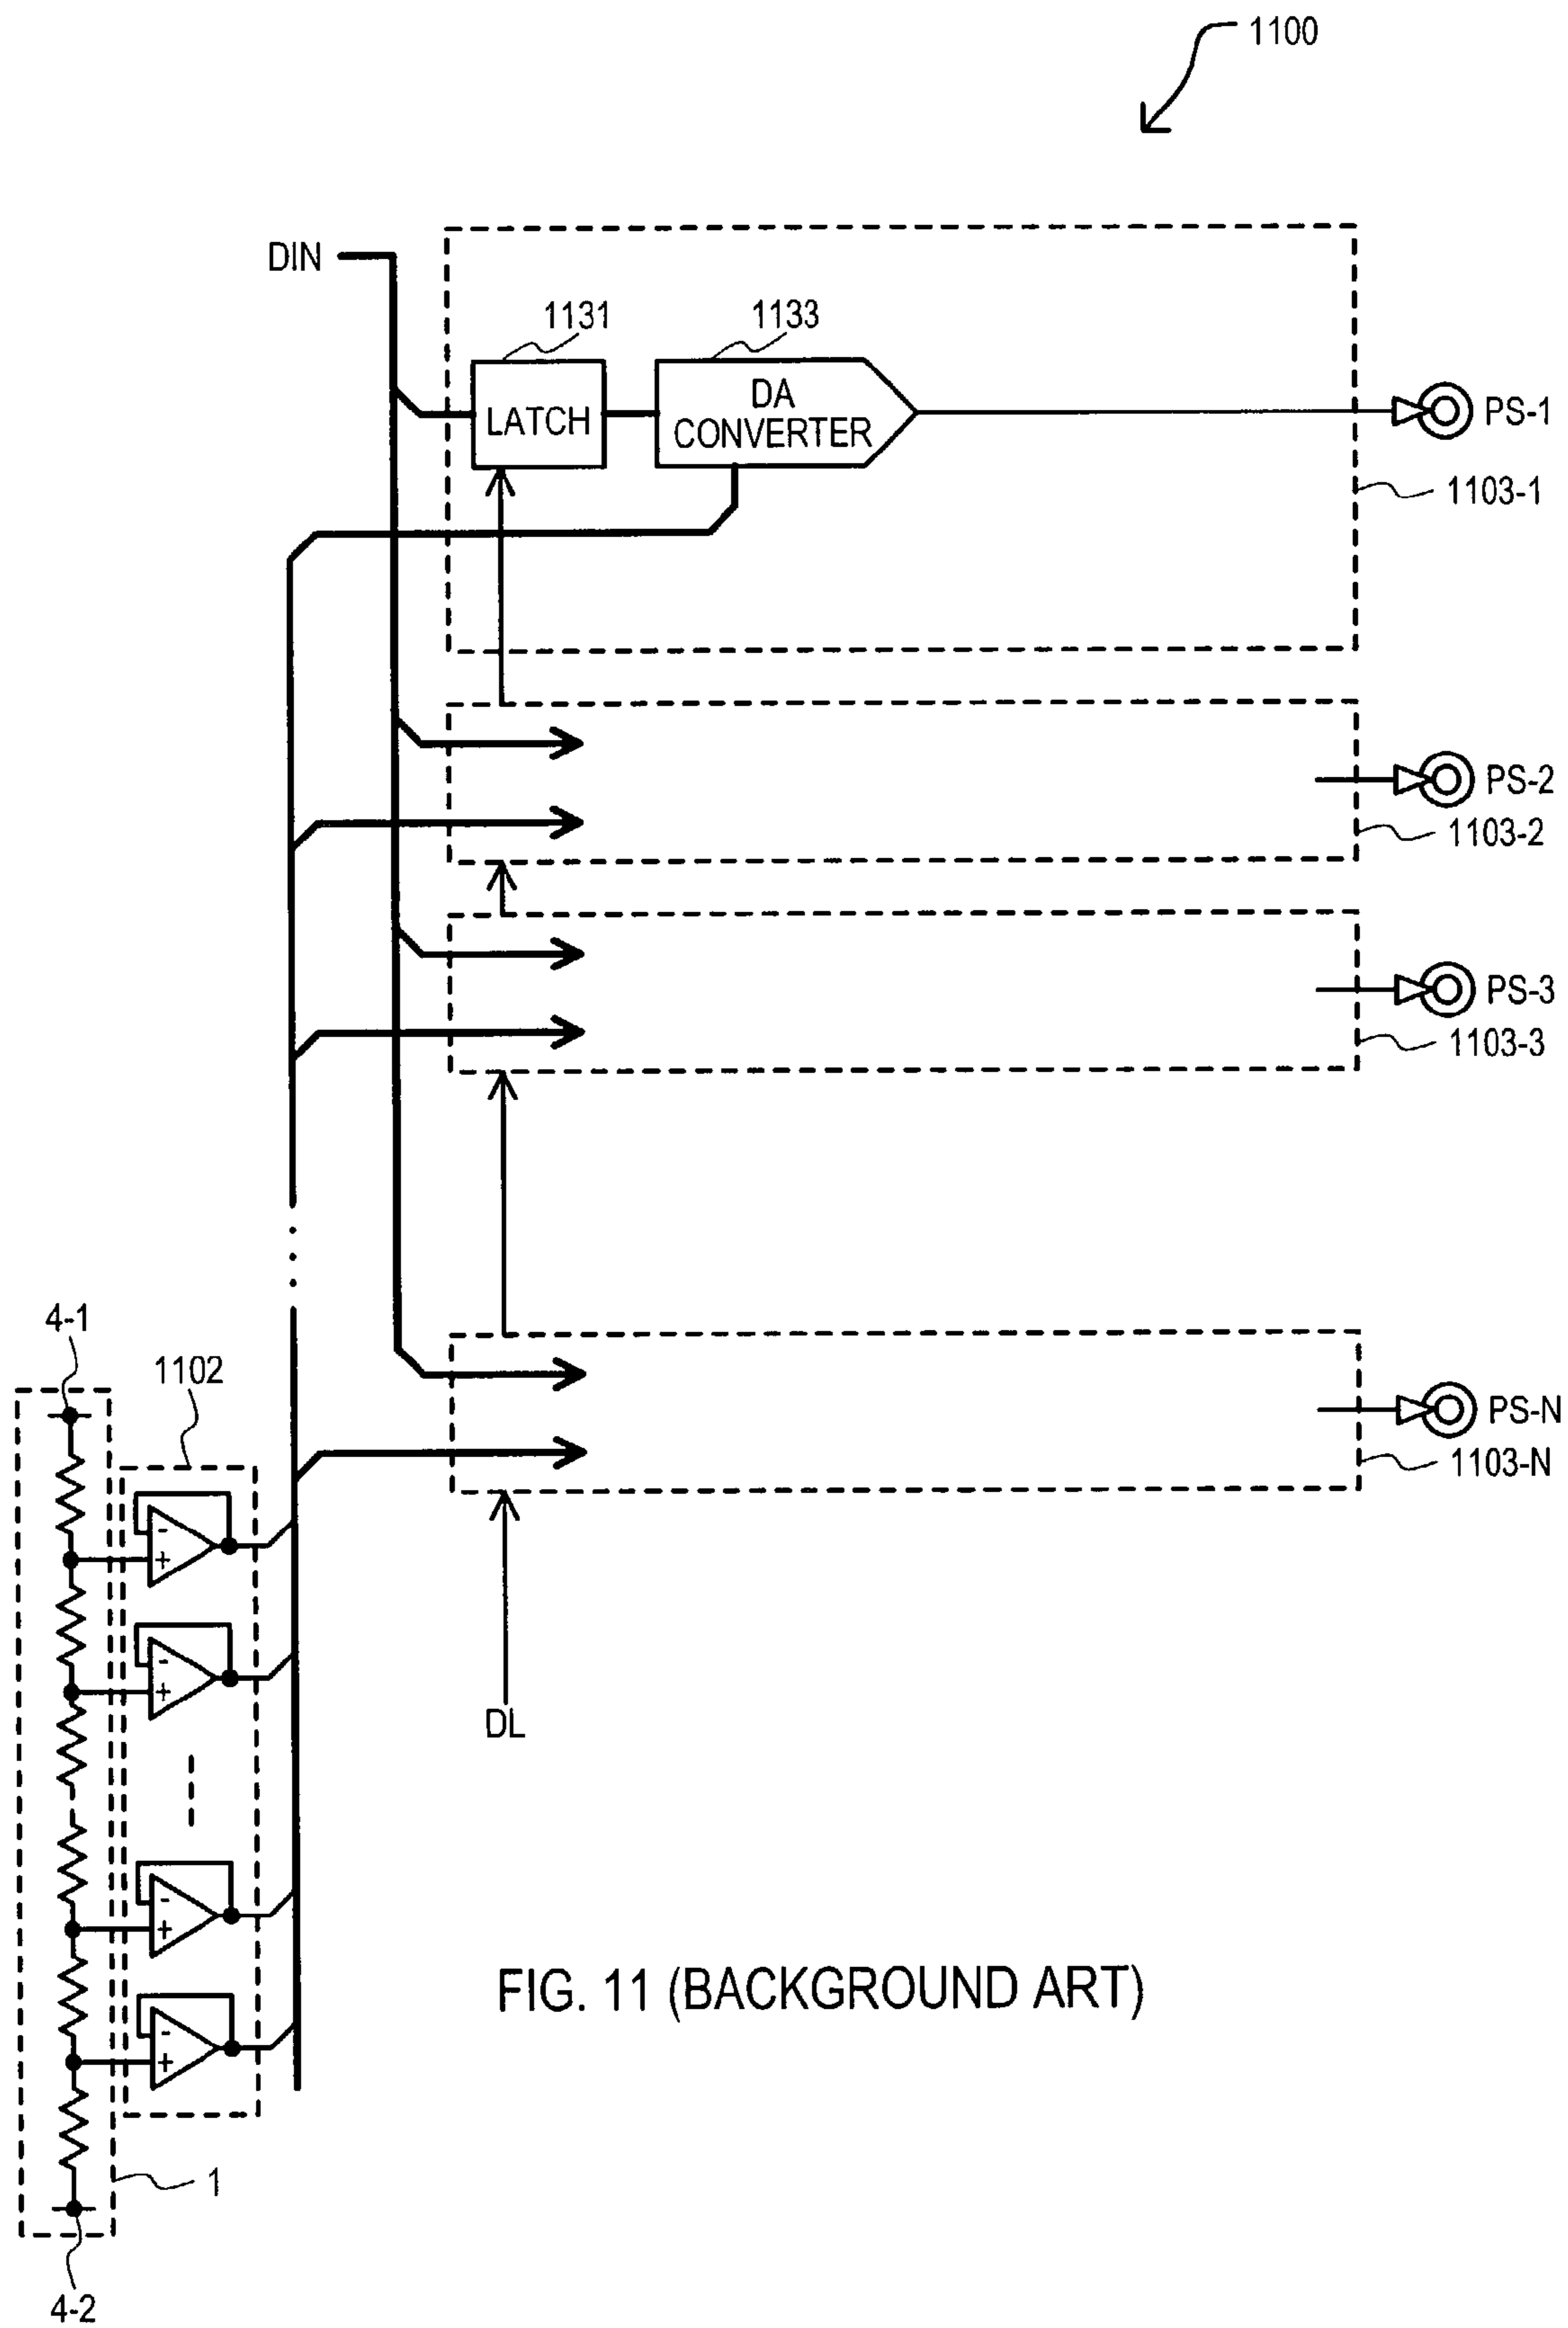 1100
DIN
1131
1133
LATCH
DA
CONVERTER
PS-1
1103-1
PS-2
1103-2
PS-3
1103-3
4-1
1102
PS-N
1103-N
-
+
-
+
DL
-
+
-
+
FIG. 11 (BACKGROUND ART)
1
4-2